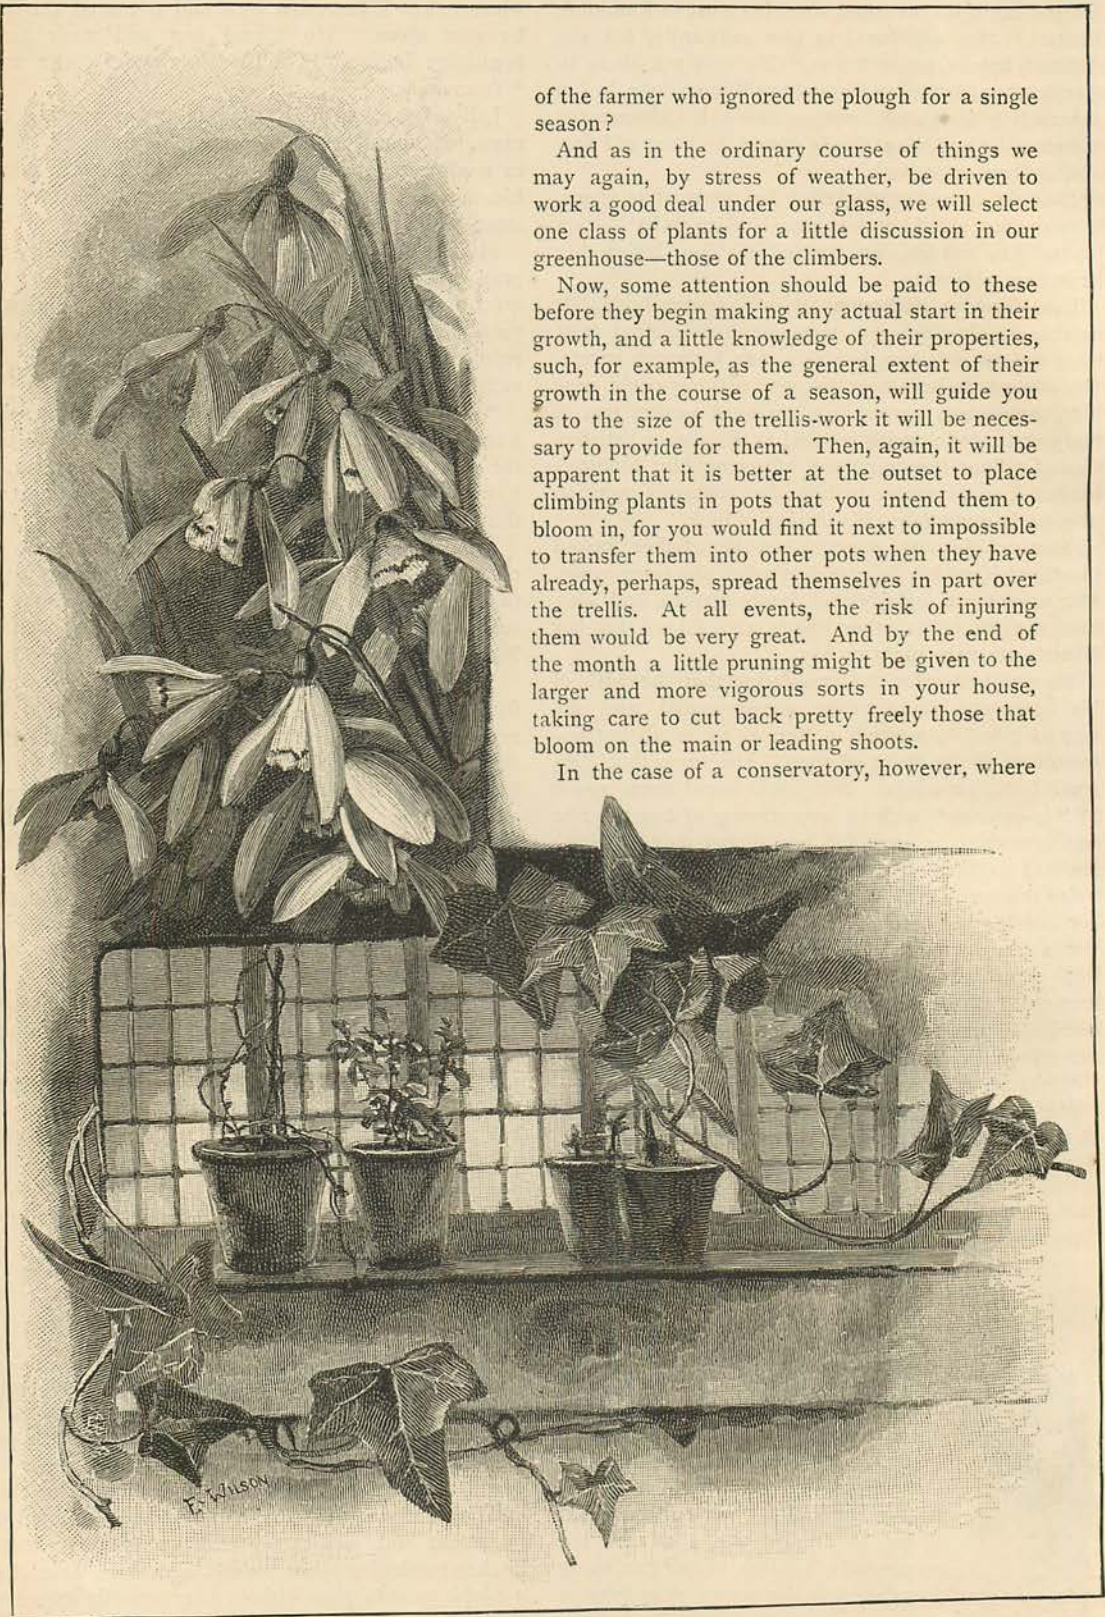 of the farmer who ignored the plough for a single
season?
And as in the ordinary course of things we
may again, by stress of weather, be driven to
work a good deal under our glass, we will select
one class of plants for a little discussion in our
greenhouse—those of the climbers.
Now, some attention should be paid to these
before they begin making any actual start in their
growth, and a little knowledge of their properties,
such, for example, as the general extent of their
growth in the course of a season, will guide you
as to the size of the trellis-work it will be neces-
sary to provide for them. Then, again, it will be
apparent that it is better at the outset to place
climbing plants in pots that you intend them to
bloom in, for you would find it next to impossible
to transfer them into other pots when they have
already, perhaps, spread themselves in part over
the trellis. At all events, the risk of injuring
them would be very great. And by the end of
the month a little pruning might be given to the
larger and more vigorous sorts in your house,
taking care to cut back pretty freely those that
bloom on the main or leading shoots.
In the case of a conservatory, however, where
E. WILSON